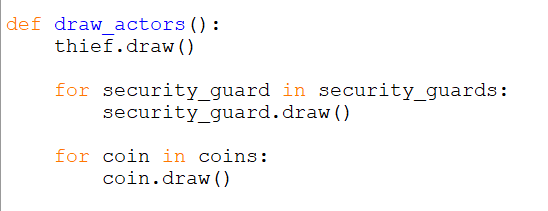 def draw_actors():
    thief.draw()
    for security_guard in security_guards:
        security_guard.draw()
    for coin in coins:
        coin.draw()